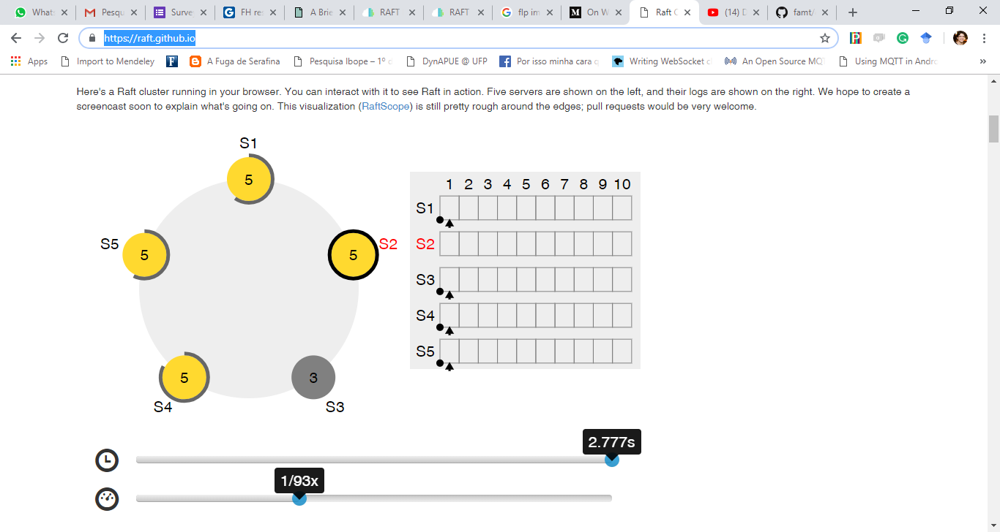 Whats
Pesqu
Surve
FH re
A Brie
RAFT
RAFT
flp im
On W
Raft C
(14) D
famt/
https://raft.github.io
Apps
Import to Mendeley
A Fuga de Serafina
Pesquisa Ibope – 1º
DynAPUE @ UFP
Por isso minha cara
Writing WebSocket
An Open Source MQ
Using MQTT in Andr
»
Here's a Raft cluster running in your browser. You can interact with it to see Raft in action. Five servers are shown on the left, and their logs are shown on the right. We hope to create a
screencast soon to explain what's going on. This visualization (RaftScope) is still pretty rough around the edges; pull requests would be very welcome.
S1
5
S5
5
5
S2
5
S4
3
S3
1 2 3 4 5 6 7 8 9 10
S1
S2
S3
S4
S5
2.777s
1/93x